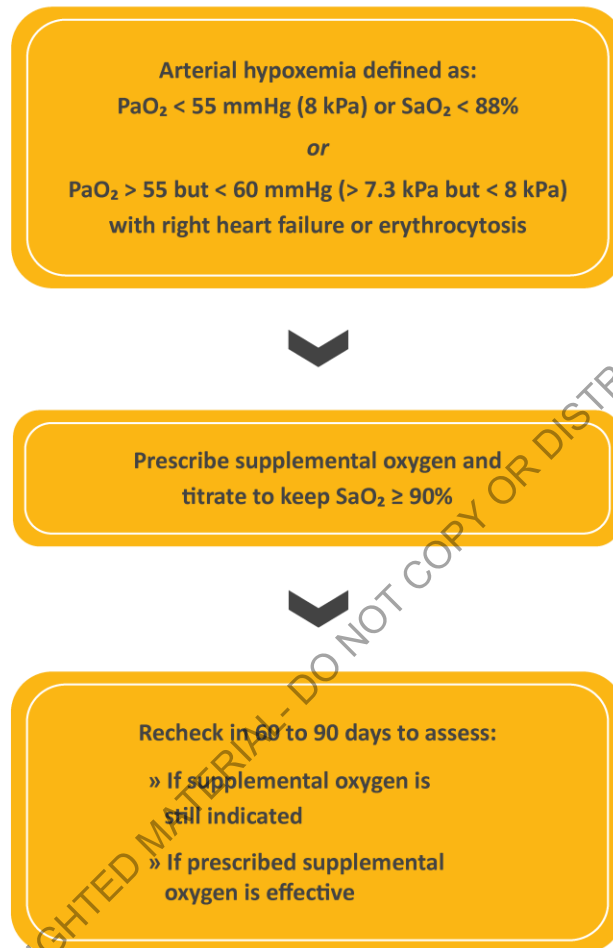 Arterial hypoxemia defined as:
PaO₂ < 55 mmHg (8 kPa) or SaO₂ < 88%
or
PaO₂ > 55 but < 60 mmHg (> 7.3 kPa but < 8 kPa)
with right heart failure or erythrocytosis
Prescribe supplemental oxygen and
titrate to keep SaO₂ ≥ 90%
Recheck in 60 to 90 days to assess:
» If supplemental oxygen is
still indicated
» If prescribed supplemental
oxygen is effective
GHTED MATERIAL - DO NOT COPY OR DISTR